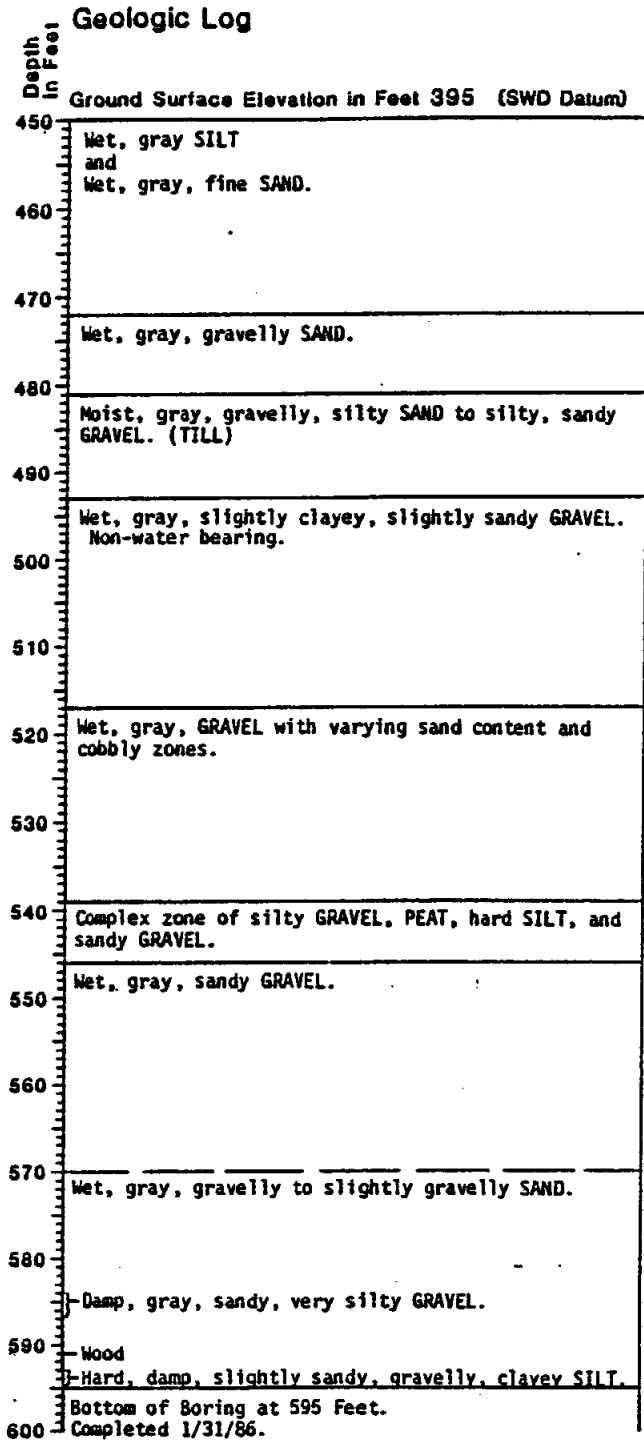 Geologic Log
Depth
in Feet
Ground Surface Elevation in Feet 395 (SWD Datum)
450
Wet, gray SILT
and
Wet, gray, fine SAND.
460
470
Wet, gray, gravelly SAND.
480
Moist, gray, gravelly, silty SAND to silty, sandy
GRAVEL. (TILL)
490
Wet, gray, slightly clayey, slightly sandy GRAVEL.
Non-water bearing.
500
510
520
Wet, gray, GRAVEL with varying sand content and
cobbly zones.
530
540
Complex zone of silty GRAVEL, PEAT, hard SILT, and
sandy GRAVEL.
Wet, gray, sandy GRAVEL.
550
560
570
Wet, gray, gravelly to slightly gravelly SAND.
580
Damp, gray, sandy, very silty GRAVEL.
590
Wood
Hard, damp, slightly sandy, gravelly, clayey SILT.
Bottom of Boring at 595 Feet.
600
Completed 1/31/86.